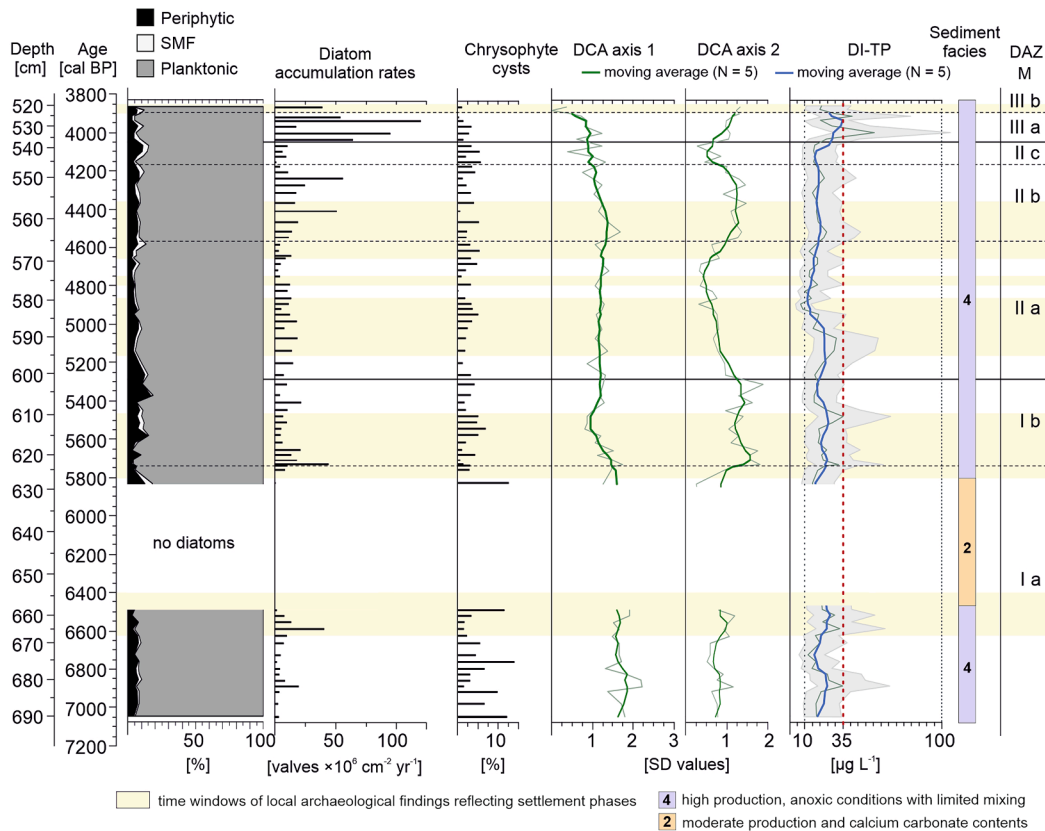 Periphytic
SMF
Planktonic
Depth
[cm]
Age
[cal BP]
Diatom
accumulation rates
Chrysophyte
cysts
DCA axis 1
DCA axis 2
moving average (N = 5)
DI-TP
moving average (N = 5)
Sediment
facies
DAZ
M
520
530
540
550
560
570
580
590
600
610
620
630
640
650
660
670
680
690
3800
4000
4200
4400
4600
4800
5000
5200
5400
5600
5800
6000
6200
6400
6600
6800
7000
7200
no diatoms
4
2
4
III b
III a
II c
II b
II a
I b
I a
0 50 100
0 50 100
10
1 2 3
1 2
10 35 100
[%]
[valves ×10⁶ cm⁻² yr⁻¹]
[%]
[SD values]
[µg L⁻¹]
time windows of local archaeological findings reflecting settlement phases
4 high production, anoxic conditions with limited mixing
2 moderate production and calcium carbonate contents